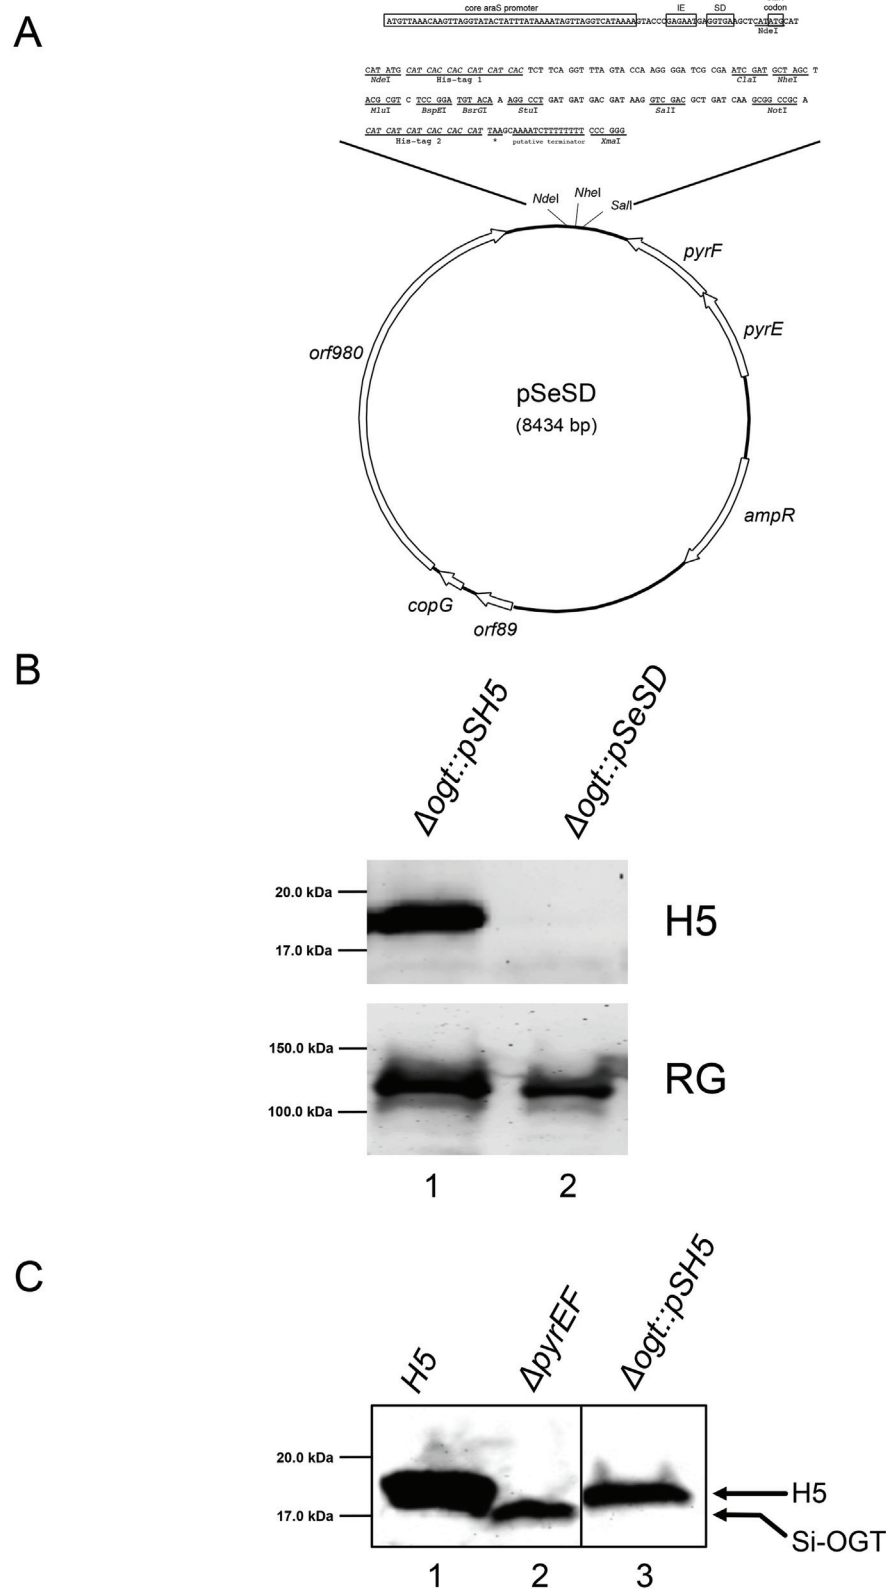 A
core araS promoter IE SD codon
ATGTTAAACAAGTTAGGTATACTATTTATAAAATAGTTAGGTCATAAAAGTACCCGAGAATGAGGTGAAGCTCATATGCAT
NdeI
CAT ATG CAT CAC CAC CAT CAT CAC TCT TCA GGT TTA GTA CCA AGG GGA TCG CGA ATC GAT GCT AGC T
NdeI His-tag 1 ClaI NheI
ACG CGT C TCC GGA TGT ACA A AGG CCT GAT GAT GAC GAT AAG GTC GAC GCT GAT CAA GCGG CCGC A
MluI BspEI BsrGI StuI SalI NotI
CAT CAT CAT CAC CAC CAT TAAGCAAAATCTTTTTTTT CCC GGG
His-tag 2 * putative terminator XmaI
NdeI NheI SalI
pyrF
pyrE
orf980
pSeSD
(8434 bp)
ampR
copG
orf89
B
Δogt::pSH5 Δogt::pSeSD
20.0 kDa
H5
17.0 kDa
150.0 kDa
RG
100.0 kDa
1 2
C
H5 ΔpyrEF Δogt::pSH5
20.0 kDa
H5
17.0 kDa
Si-OGT
1 2 3